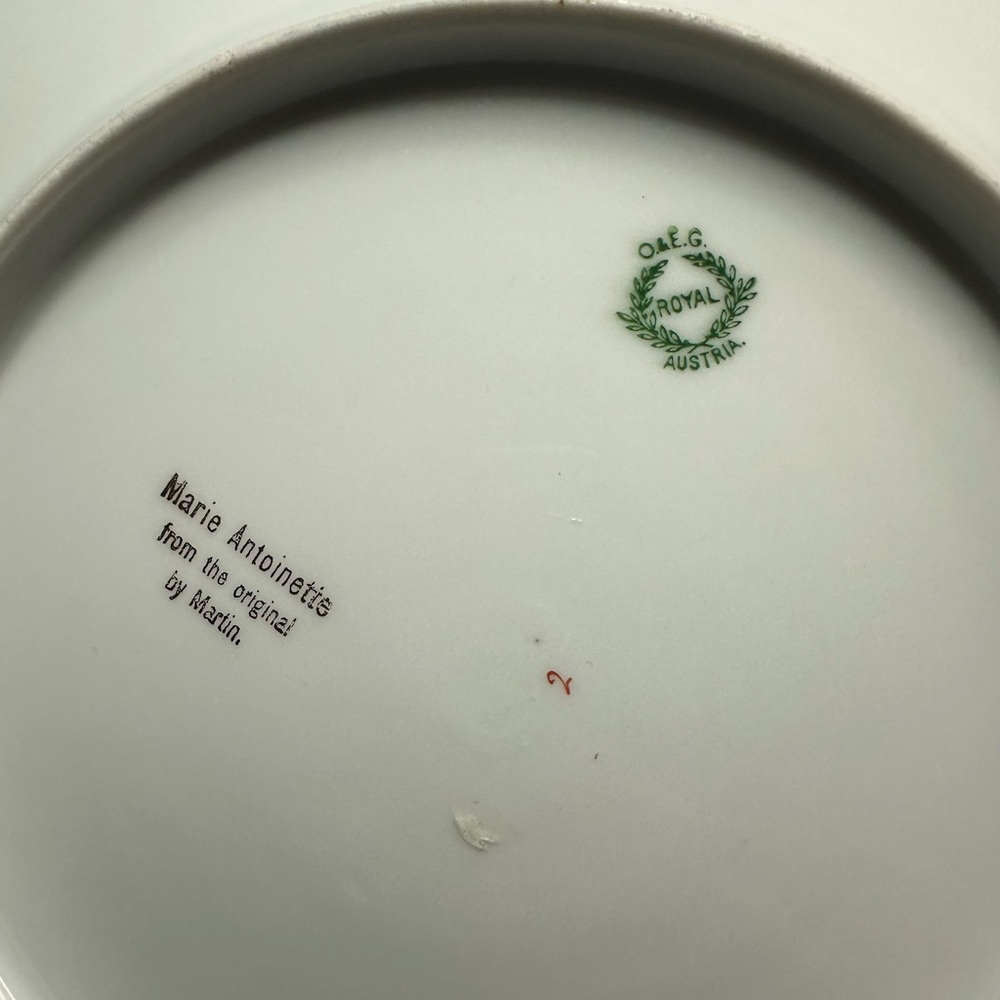 O.&E.G.
ROYAL
AUSTRIA.
Marie Antoinette
from the original
by Martin.
2